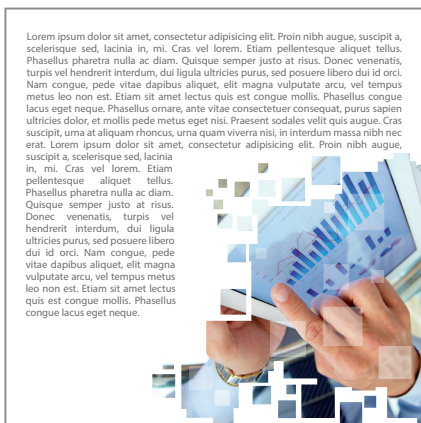 Lorem ipsum dolor sit amet, consectetur adipisicing elit. Proin nibh augue, suscipit a,
scelerisque sed, lacinia in, mi. Cras vel lorem. Etiam pellentesque aliquet tellus.
Phasellus pharetra nulla ac diam. Quisque semper justo at risus. Donec venenatis,
turpis vel hendrerit interdum, dui ligula ultricies purus, sed posuere libero dui id orci.
Nam congue, pede vitae dapibus aliquet, elit magna vulputate arcu, vel tempus
metus leo non est. Etiam sit amet lectus quis est congue mollis. Phasellus congue
lacus eget neque. Phasellus ornare, ante vitae consectetuer consequat, purus sapien
ultricies dolor, et mollis pede metus eget nisi. Praesent sodales velit quis augue. Cras
suscipit, urna at aliquam rhoncus, urna quam viverra nisi, in interdum massa nibh nec
erat. Lorem ipsum dolor sit amet, consectetur adipisicing elit. Proin nibh augue,
suscipit a, scelerisque sed, lacinia
in, mi. Cras vel lorem. Etiam
pellentesque aliquet tellus.
Phasellus pharetra nulla ac diam.
Quisque semper justo at risus.
Donec venenatis, turpis vel
hendrerit interdum, dui ligula
ultricies purus, sed posuere libero
dui id orci. Nam congue, pede
vitae dapibus aliquet, elit magna
vulputate arcu, vel tempus metus
leo non est. Etiam sit amet lectus
quis est congue mollis. Phasellus
congue lacus eget neque.